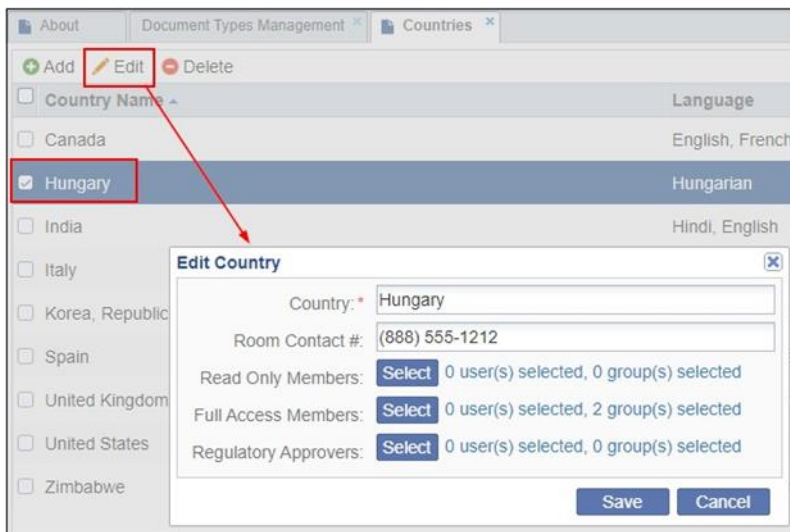 About Document Types Management Countries
Add Edit Delete
Country Name Language
Canada English, French
Hungary Hungarian
India Hindi, English
Italy
Korea, Republic
Spain
United Kingdom
United States
Zimbabwe
Edit Country
Country:* Hungary
Room Contact #: (888) 555-1212
Read Only Members: Select 0 user(s) selected, 0 group(s) selected
Full Access Members: Select 0 user(s) selected, 2 group(s) selected
Regulatory Approvers: Select 0 user(s) selected, 0 group(s) selected
Save Cancel